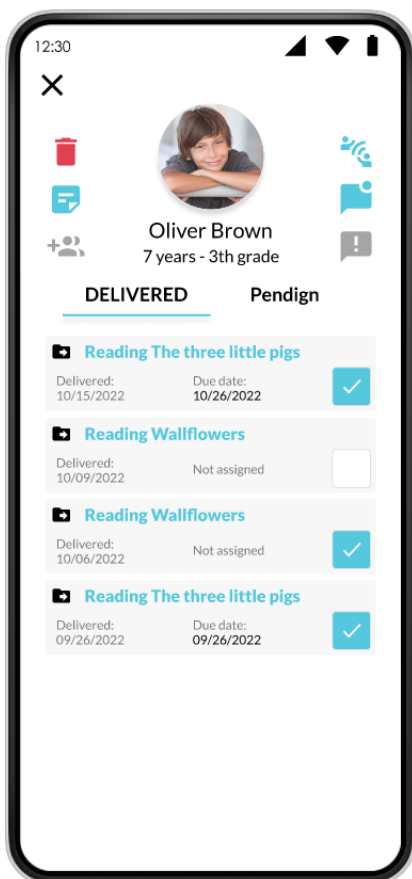 12:30
Oliver Brown
7 years - 3th grade
DELIVERED Pendign
Reading The three little pigs
Delivered: Due date:
10/15/2022 10/26/2022
Reading Wallflowers
Delivered:
10/09/2022 Not assigned
Reading Wallflowers
Delivered:
10/06/2022 Not assigned
Reading The three little pigs
Delivered: Due date:
09/26/2022 09/26/2022